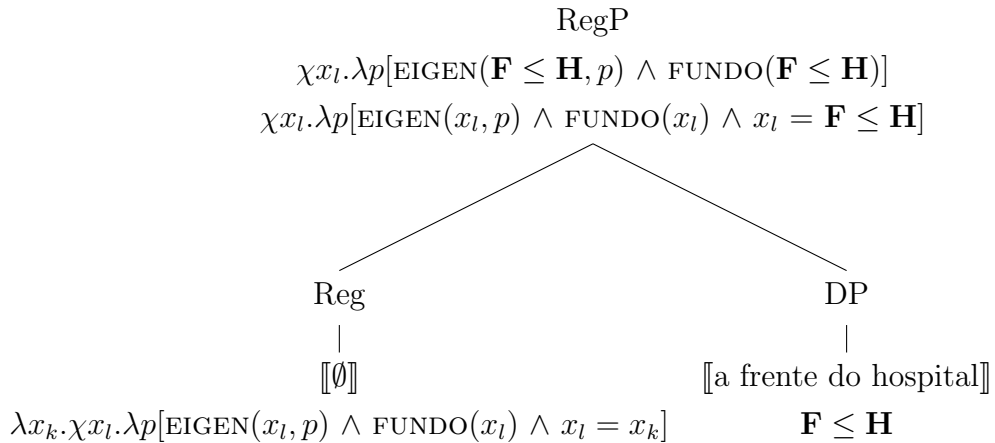 RegP
χx_l.λp[EIGEN(F ≤ H, p) ∧ FUNDO(F ≤ H)]
χx_l.λp[EIGEN(x_l, p) ∧ FUNDO(x_l) ∧ x_l = F ≤ H]
Reg DP
⟦∅⟧ ⟦a frente do hospital⟧
λx_k.χx_l.λp[EIGEN(x_l, p) ∧ FUNDO(x_l) ∧ x_l = x_k] F ≤ H